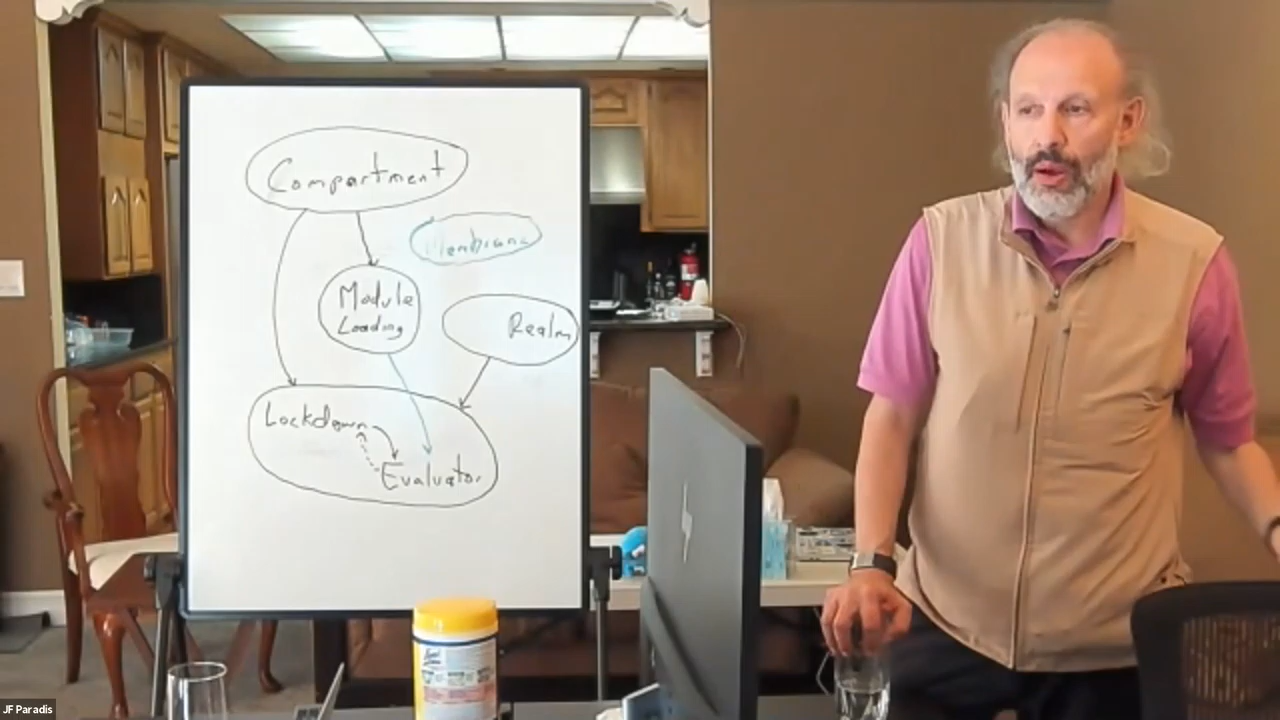 Compartment
Membrane
Module
Loading
Realm
Lockdown
Evaluator
JF Paradis